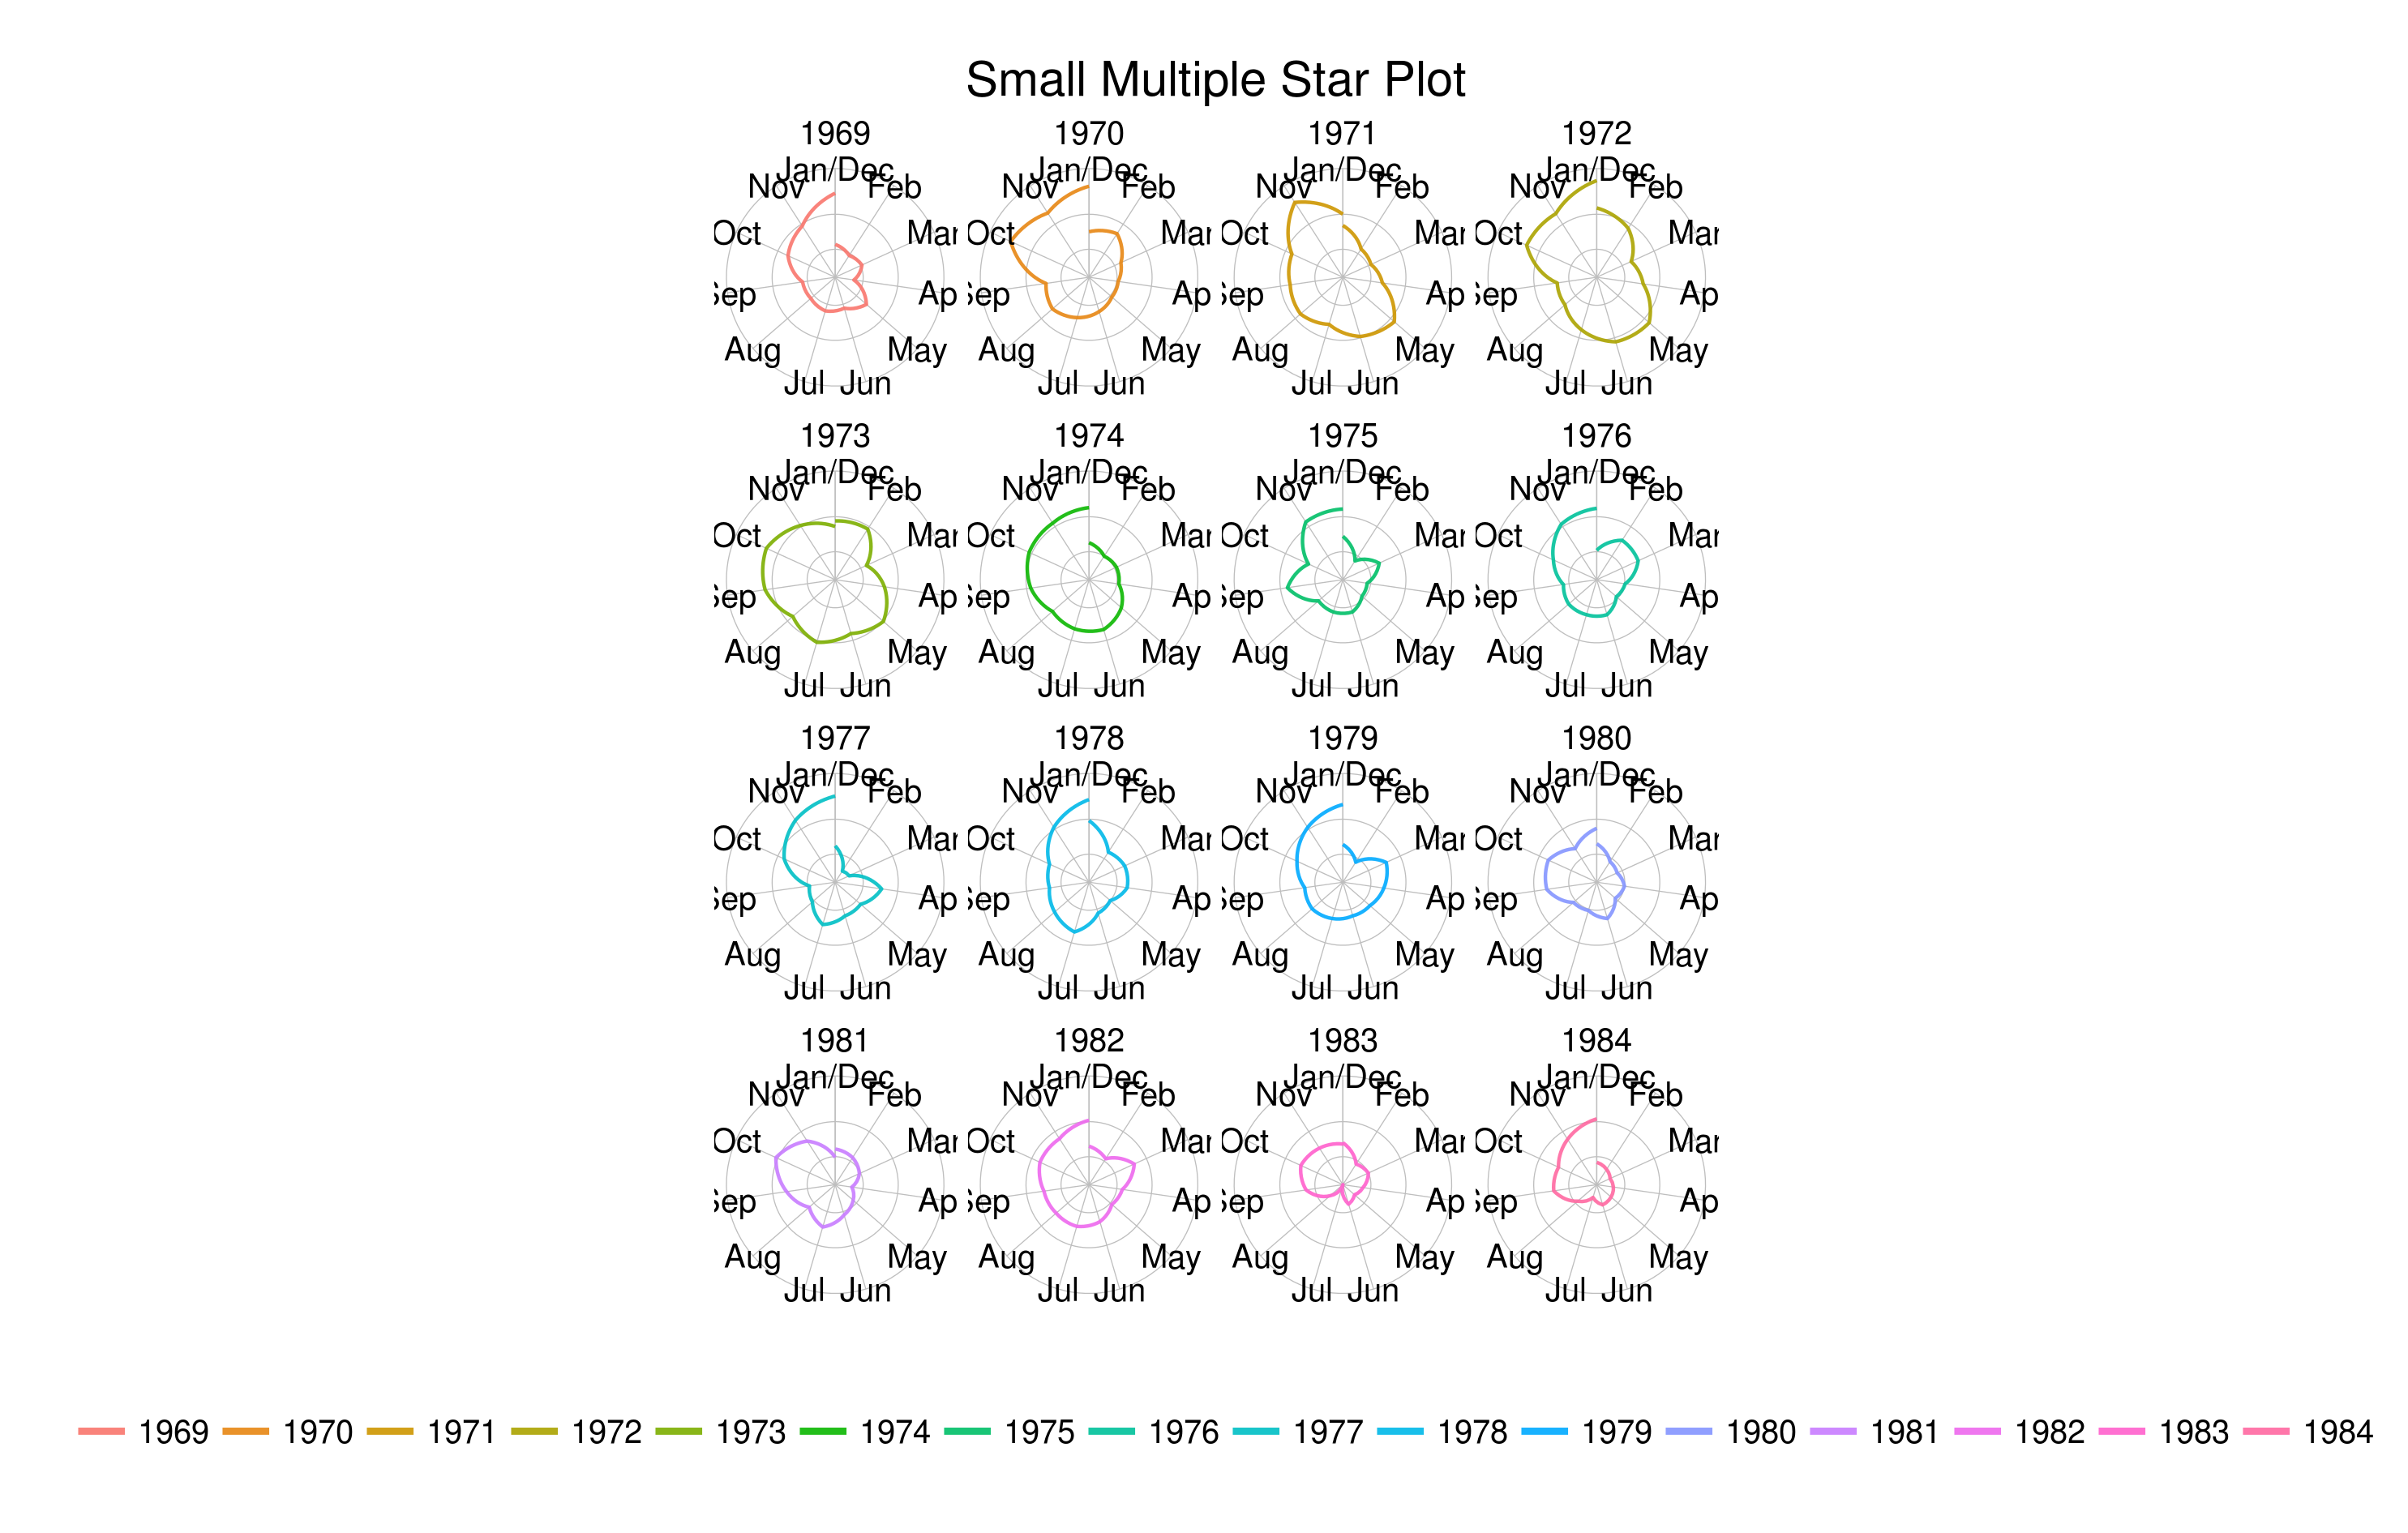 Small Multiple Star Plot
1969 1970 1971 1972
Jan/Dec Jan/Dec Jan/Dec Jan/Dec
Nov Feb Nov Feb Nov Feb Nov Feb
Oct Mar Oct Mar Oct Mar Oct Mar
Sep Ap Sep Ap Sep Ap Sep Ap
Aug May Aug May Aug May Aug May
Jul Jun Jul Jun Jul Jun Jul Jun
1973 1974 1975 1976
Jan/Dec Jan/Dec Jan/Dec Jan/Dec
Nov Feb Nov Feb Nov Feb Nov Feb
Oct Mar Oct Mar Oct Mar Oct Mar
Sep Ap Sep Ap Sep Ap Sep Ap
Aug May Aug May Aug May Aug May
Jul Jun Jul Jun Jul Jun Jul Jun
1977 1978 1979 1980
Jan/Dec Jan/Dec Jan/Dec Jan/Dec
Nov Feb Nov Feb Nov Feb Nov Feb
Oct Mar Oct Mar Oct Mar Oct Mar
Sep Ap Sep Ap Sep Ap Sep Ap
Aug May Aug May Aug May Aug May
Jul Jun Jul Jun Jul Jun Jul Jun
1981 1982 1983 1984
Jan/Dec Jan/Dec Jan/Dec Jan/Dec
Nov Feb Nov Feb Nov Feb Nov Feb
Oct Mar Oct Mar Oct Mar Oct Mar
Sep Ap Sep Ap Sep Ap Sep Ap
Aug May Aug May Aug May Aug May
Jul Jun Jul Jun Jul Jun Jul Jun
1969 1970 1971 1972 1973 1974 1975 1976 1977 1978 1979 1980 1981 1982 1983 1984